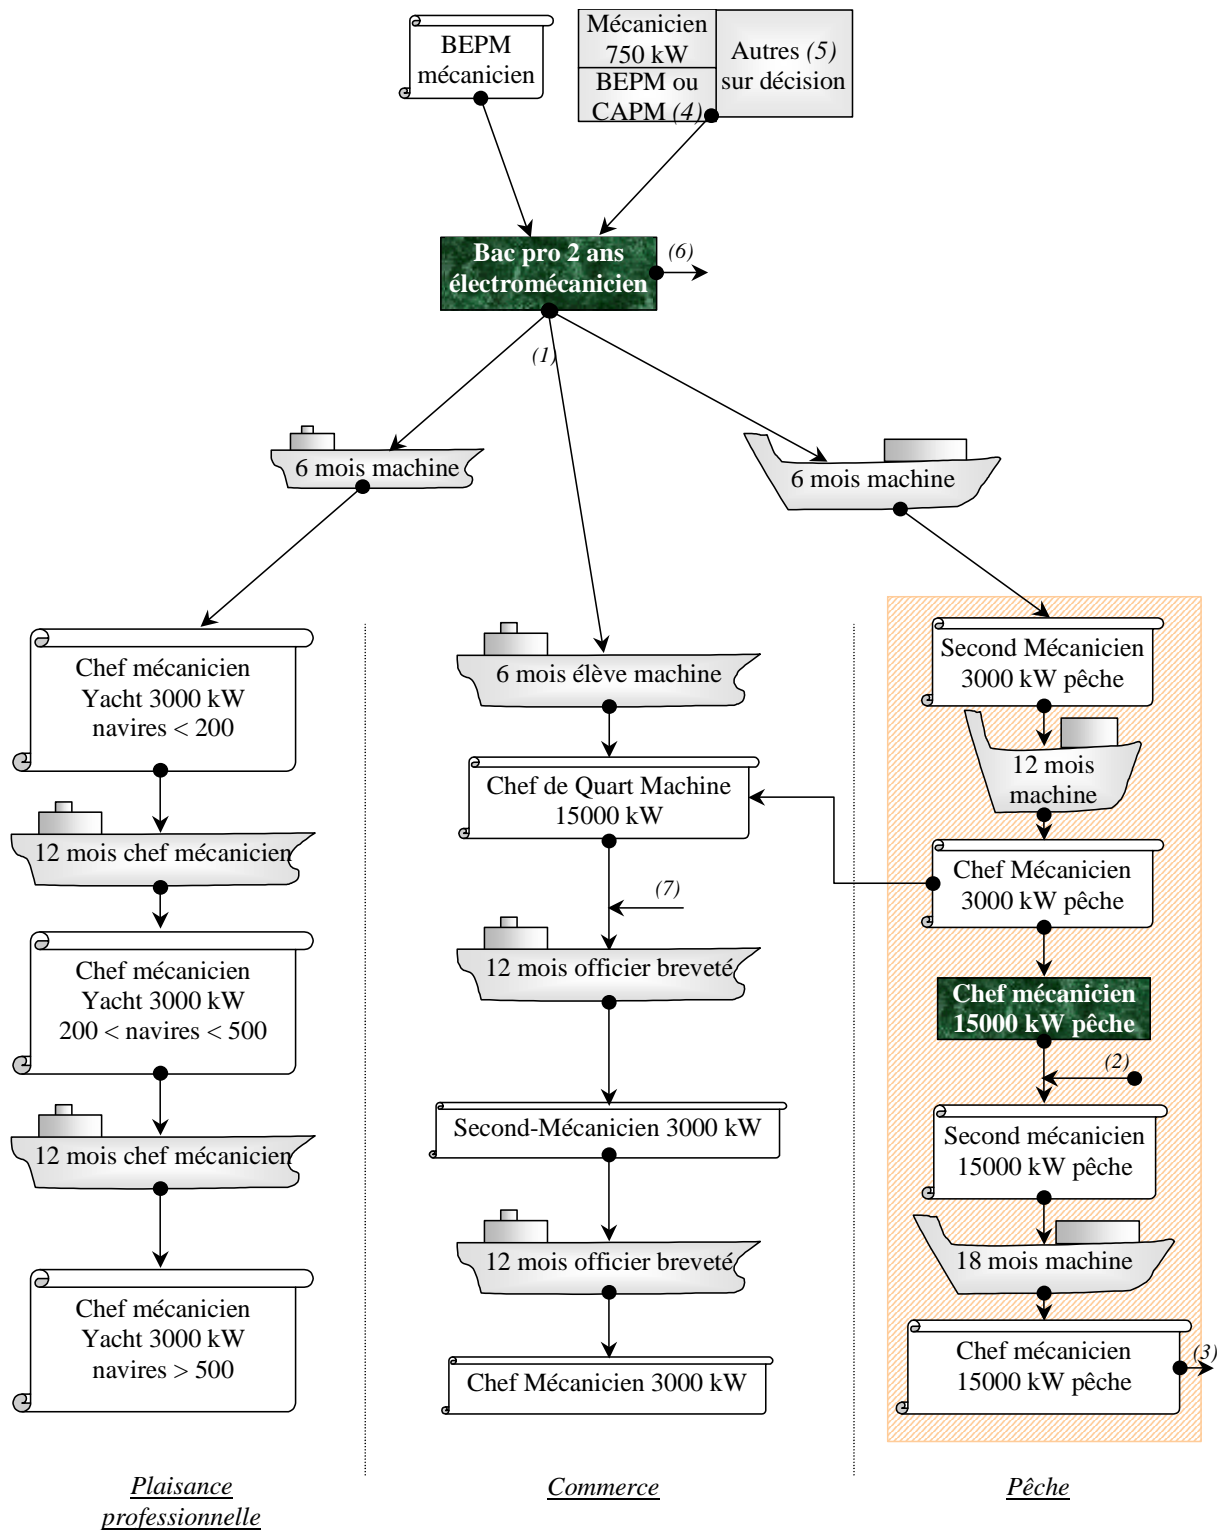 BEPM
mécanicien
Mécanicien
750 kW
BEPM ou
CAPM (4)
Autres (5)
sur décision
Bac pro 2 ans
électromécanicien
(6)
(1)
6 mois machine
6 mois machine
Chef mécanicien
Yacht 3000 kW
navires < 200
12 mois chef mécanicien
Chef mécanicien
Yacht 3000 kW
200 < navires < 500
12 mois chef mécanicien
Chef mécanicien
Yacht 3000 kW
navires > 500
Plaisance
professionnelle
6 mois élève machine
Chef de Quart Machine
15000 kW
(7)
12 mois officier breveté
Second-Mécanicien 3000 kW
12 mois officier breveté
Chef Mécanicien 3000 kW
Commerce
Second Mécanicien
3000 kW pêche
12 mois
machine
Chef Mécanicien
3000 kW pêche
Chef mécanicien
15000 kW pêche
(2)
Second mécanicien
15000 kW pêche
18 mois machine
Chef mécanicien
15000 kW pêche
(3)
Pêche